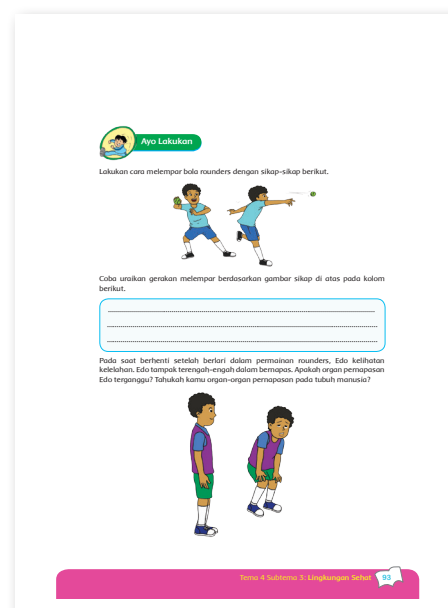 Ayo Lakukan
Lakukan cara melempar bola rounders dengan sikap-sikap berikut.
Coba uraikan gerakan melempar berdasarkan gambar sikap di atas pada kolom
berikut.
Pada saat berhenti setelah berlari dalam permainan rounders, Edo kelihatan
kelelahan. Edo tampak terengah-engah dalam bernapas. Apakah organ pernapasan
Edo terganggu? Tahukah kamu organ-organ pernapasan pada tubuh manusia?
Tema 4 Subtema 3: Lingkungan Sehat 93